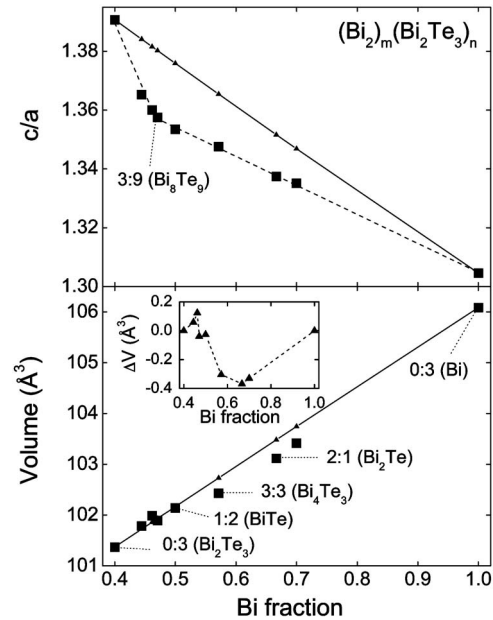 (Bi₂)ₘ(Bi₂Te₃)ₙ
1.38
1.36
1.34
1.32
1.30
c/a
3:9 (Bi₈Te₉)
106
105
104
103
102
101
Volume (Å³)
0.2
0.0
-0.2
-0.4
ΔV (Å³)
0.4 0.6 0.8 1.0
Bi fraction
0:3 (Bi)
2:1 (Bi₂Te)
3:3 (Bi₄Te₃)
1:2 (BiTe)
0:3 (Bi₂Te₃)
0.4 0.5 0.6 0.7 0.8 0.9 1.0
Bi fraction